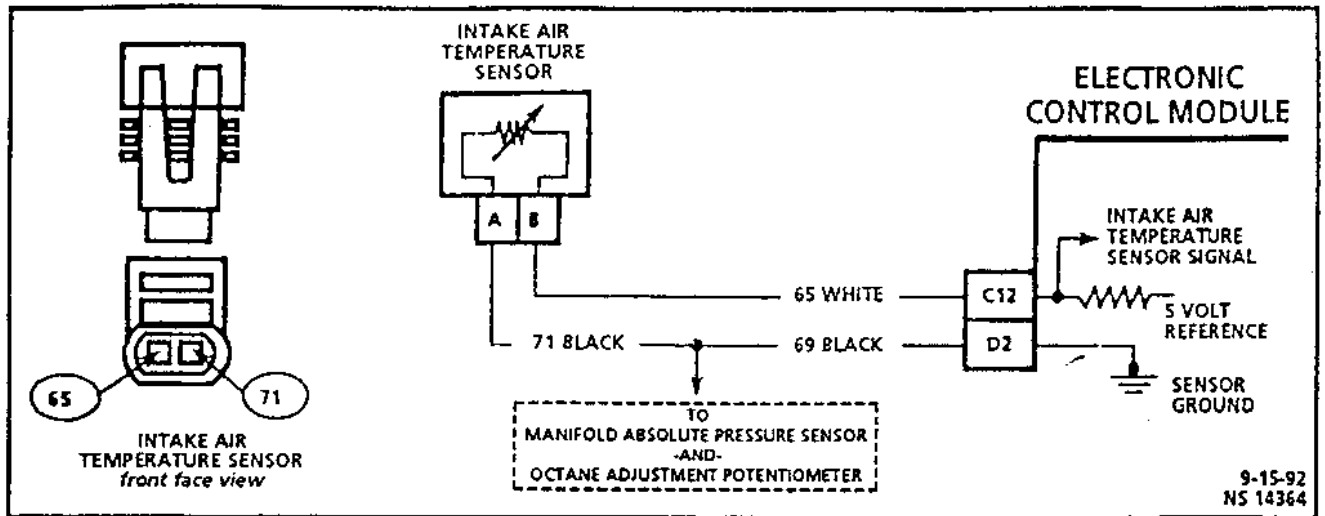 INTAKE AIR
TEMPERATURE
SENSOR
A B
ELECTRONIC
CONTROL MODULE
INTAKE AIR
TEMPERATURE
SENSOR SIGNAL
65 WHITE
C12
5 VOLT
REFERENCE
71 BLACK
69 BLACK
D2
SENSOR
GROUND
TO
MANIFOLD ABSOLUTE PRESSURE SENSOR
-AND-
OCTANE ADJUSTMENT POTENTIOMETER
65
71
INTAKE AIR
TEMPERATURE SENSOR
front face view
9-15-92
NS 14364